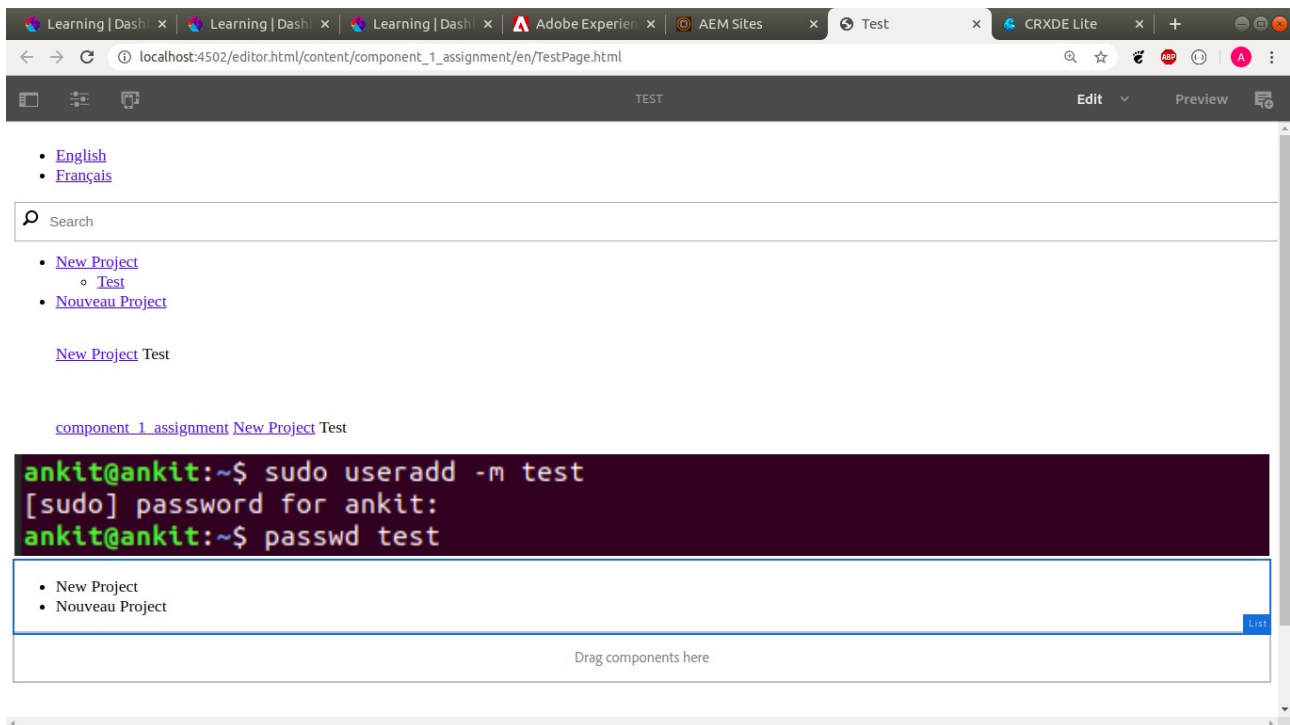 Learning | Dash Learning | Dash Learning | Dash Adobe Experien AEM Sites Test CRXDE Lite
localhost:4502/editor.html/content/component_1_assignment/en/TestPage.html ABP A
TEST Edit Preview
English
Français
Search
New Project
Test
Nouveau Project
New Project Test
component_1_assignment New Project Test
ankit@ankit:~$ sudo useradd -m test
[sudo] password for ankit:
ankit@ankit:~$ passwd test
New Project
Nouveau Project
List
Drag components here